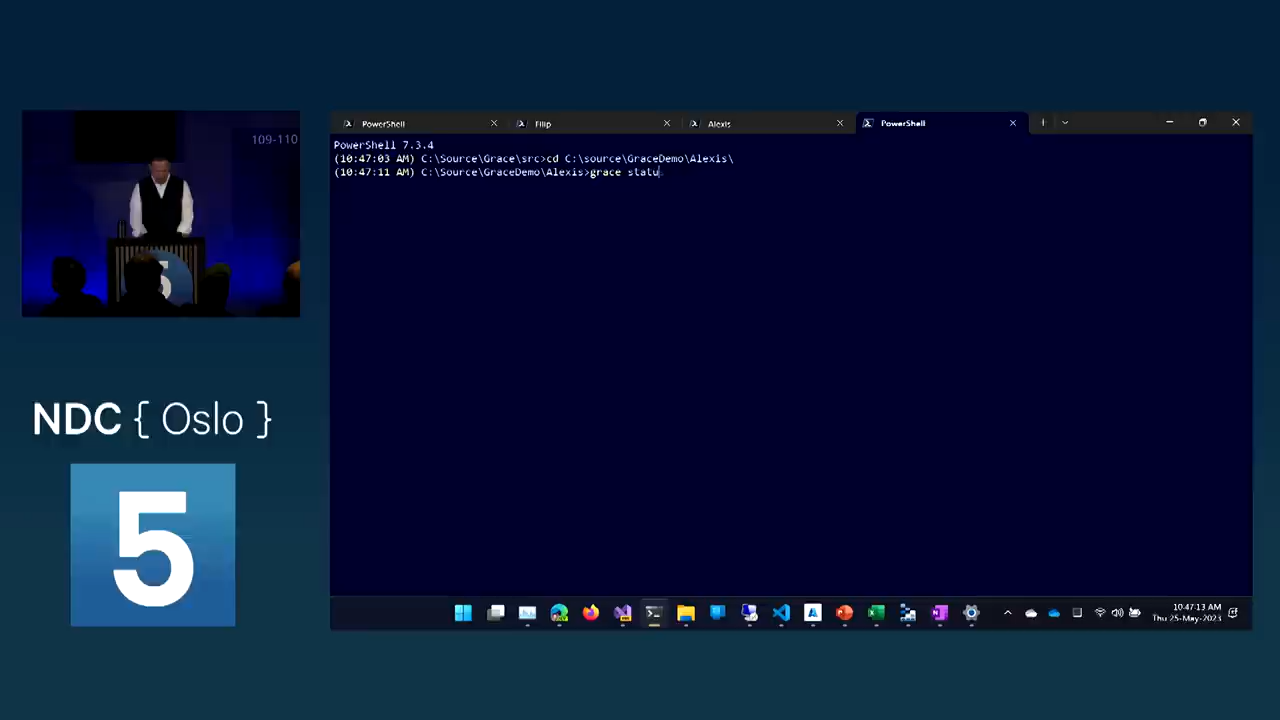 109-110
NDC { Oslo }
5
PowerShell
Filip
Alexis
PowerShell
PowerShell 7.3.4
(10:47:03 AM) C:\Source\Grace\src>cd C:\source\GraceDemo\Alexis\
(10:47:11 AM) C:\Source\GraceDemo\Alexis>grace statu
10:47:13 AM
Thu 25-May-2023